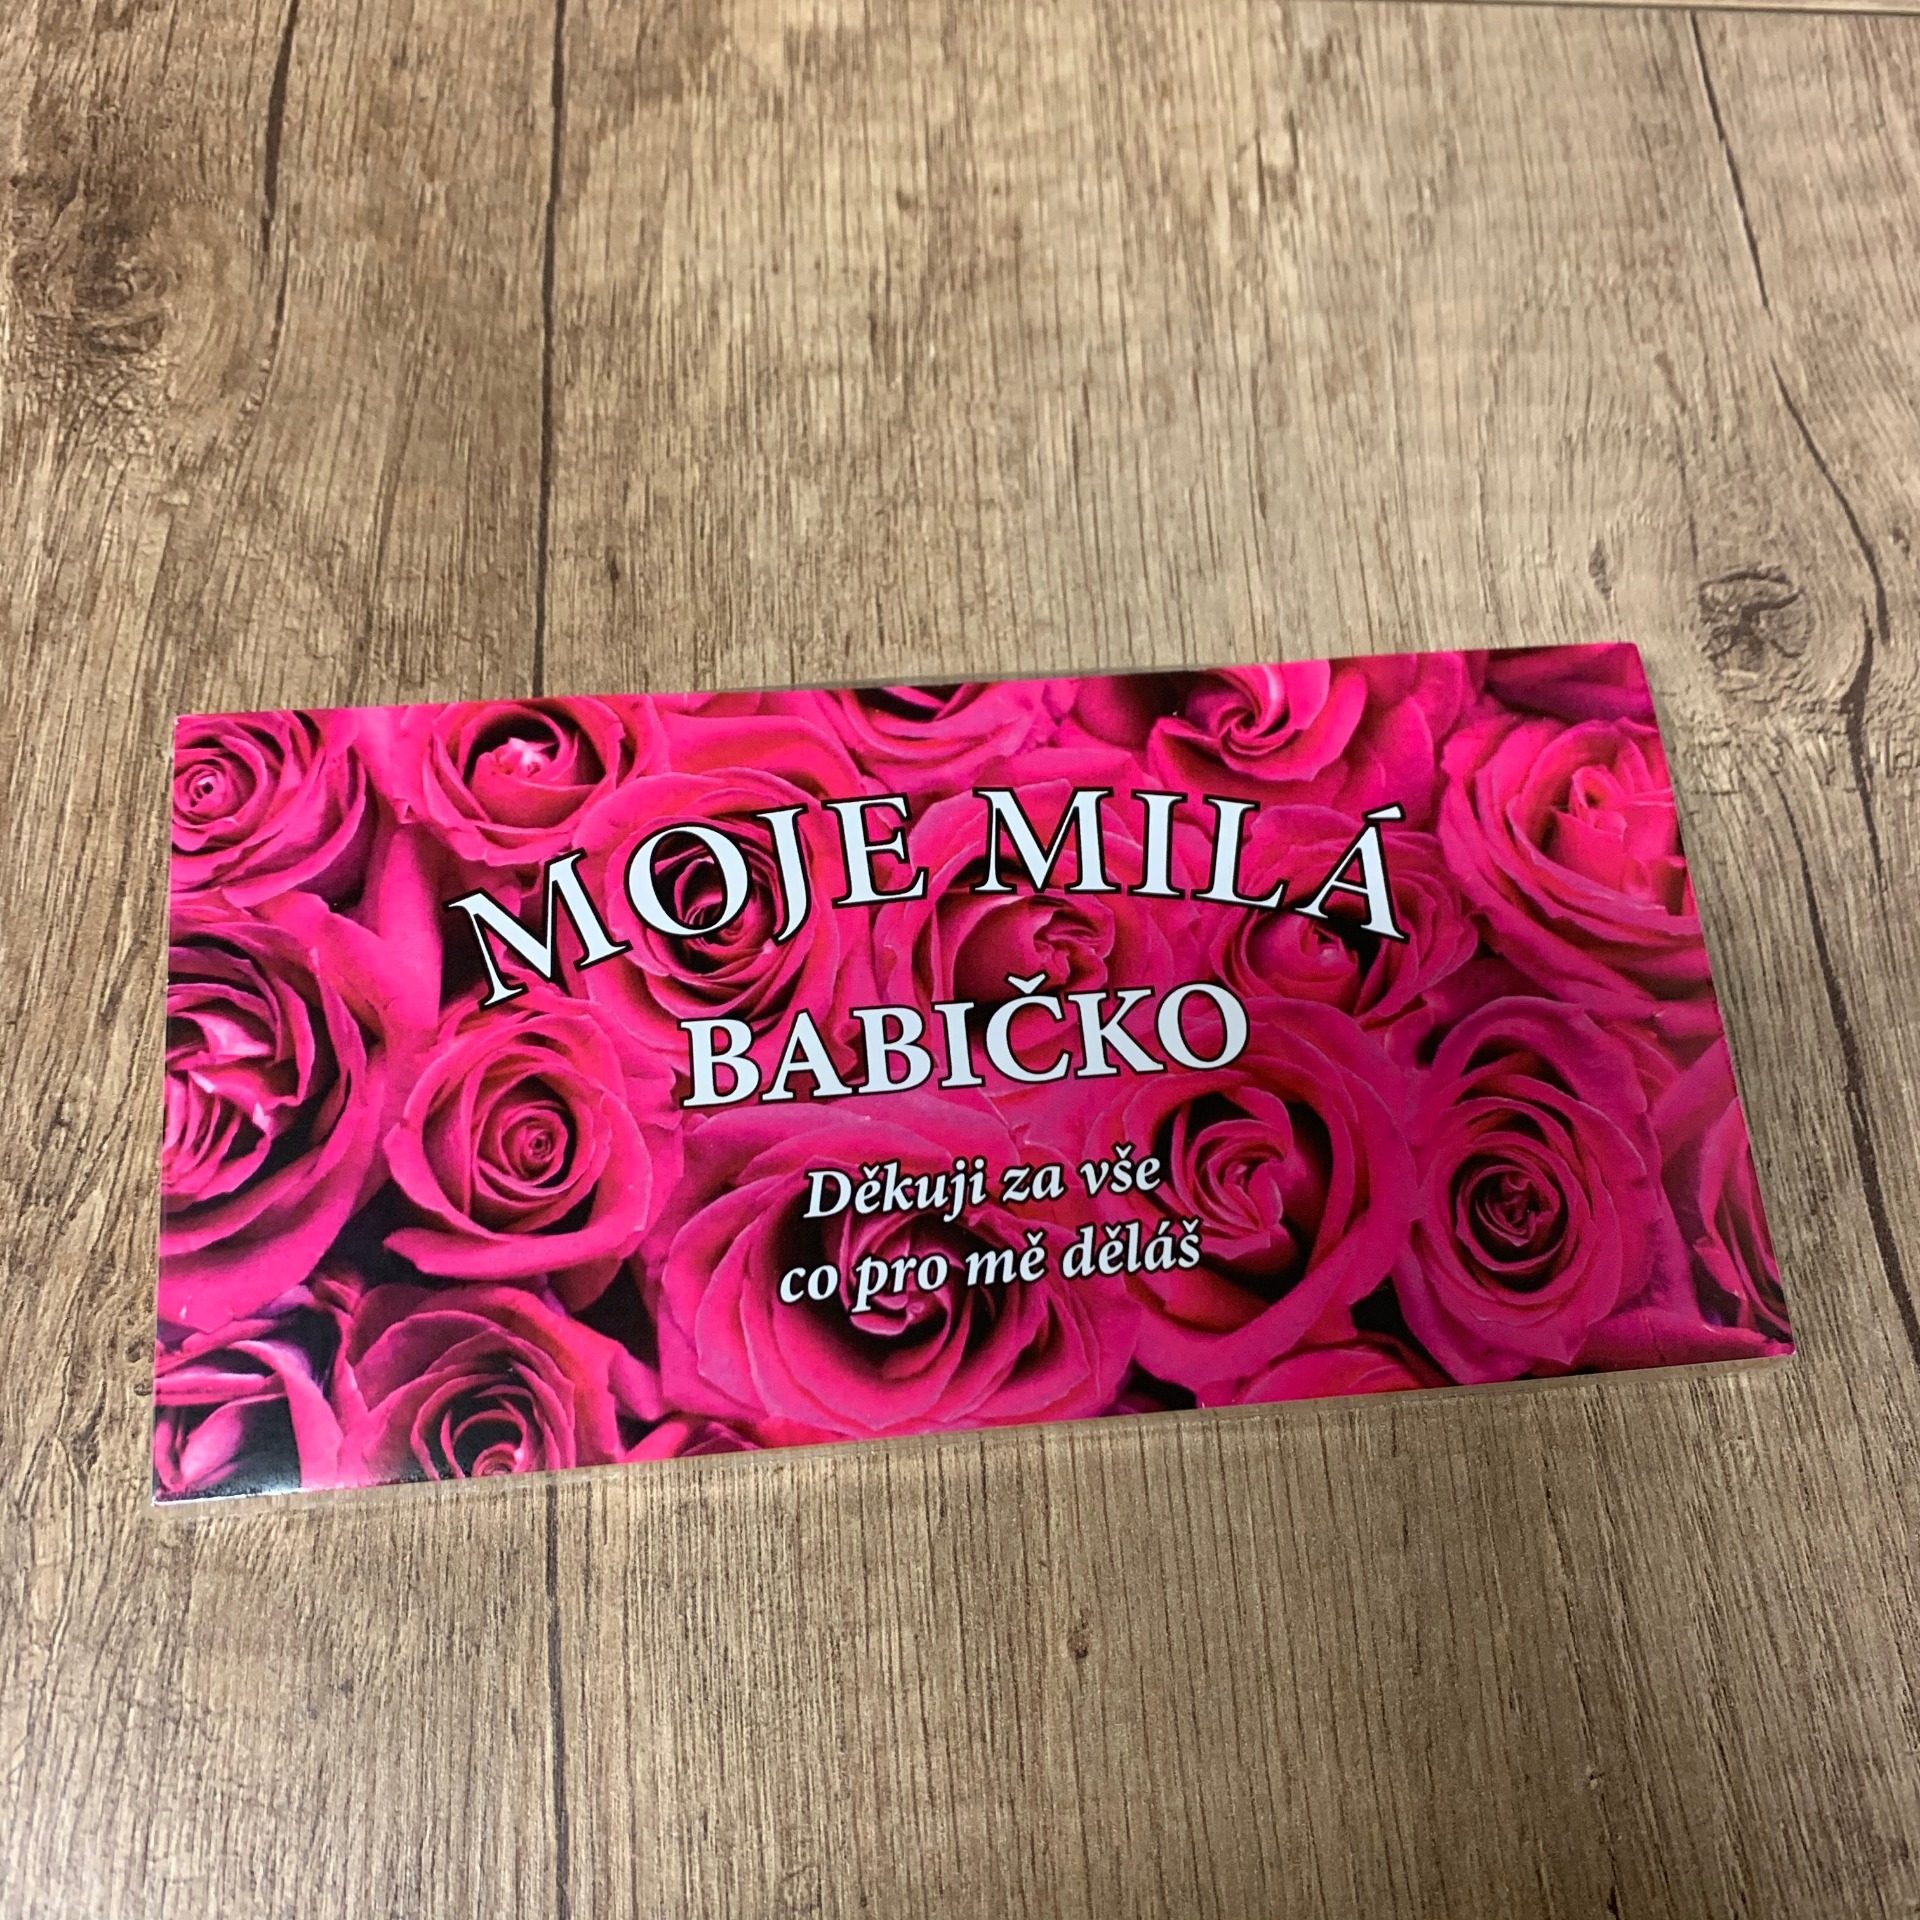 MOJE MILÁ
BABIČKO
Děkuji za vše
co pro mě děláš